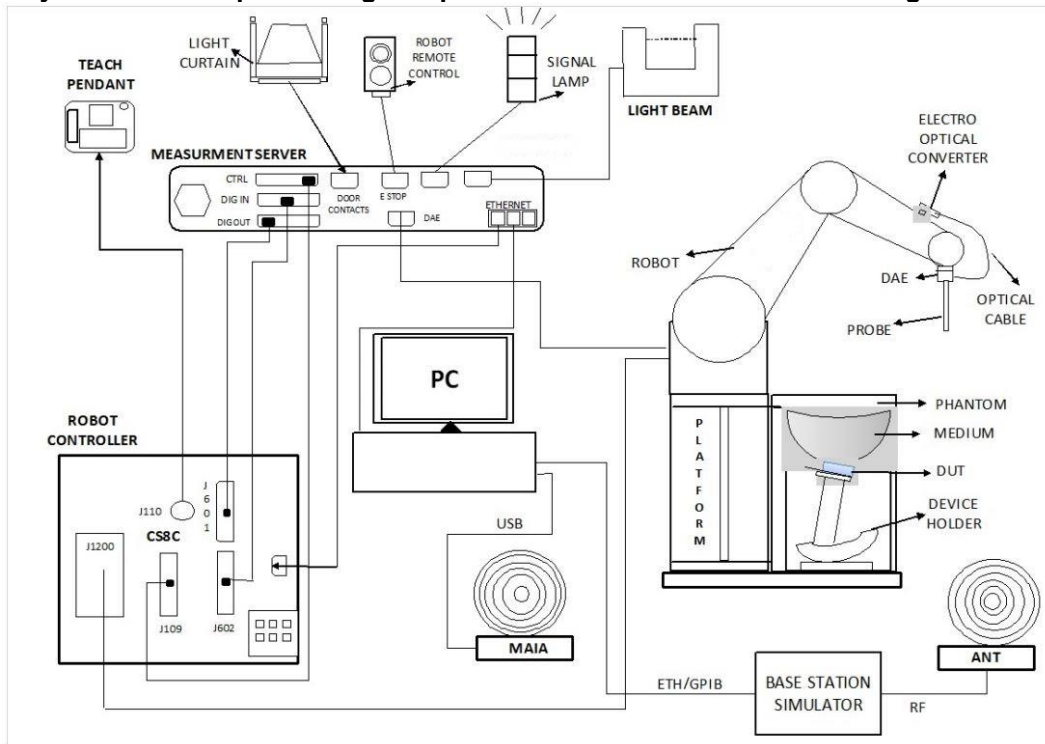 LIGHT
CURTAIN
ROBOT
REMOTE
CONTROL
SIGNAL
LAMP
LIGHT BEAM
TEACH
PENDANT
ELECTRO
OPTICAL
CONVERTER
MEASURMENT SERVER
CTRL
DIG IN
DIG OUT
DOOR
CONTACTS
E STOP
DAE
ETHERNET
ROBOT
DAE
PROBE
OPTICAL
CABLE
PC
PLATFORM
PHANTOM
MEDIUM
DUT
DEVICE
HOLDER
ROBOT
CONTROLLER
J110
J601
CS8C
J1200
J109
J602
USB
MAIA
ETH/GPIB
BASE STATION
SIMULATOR
RF
ANT